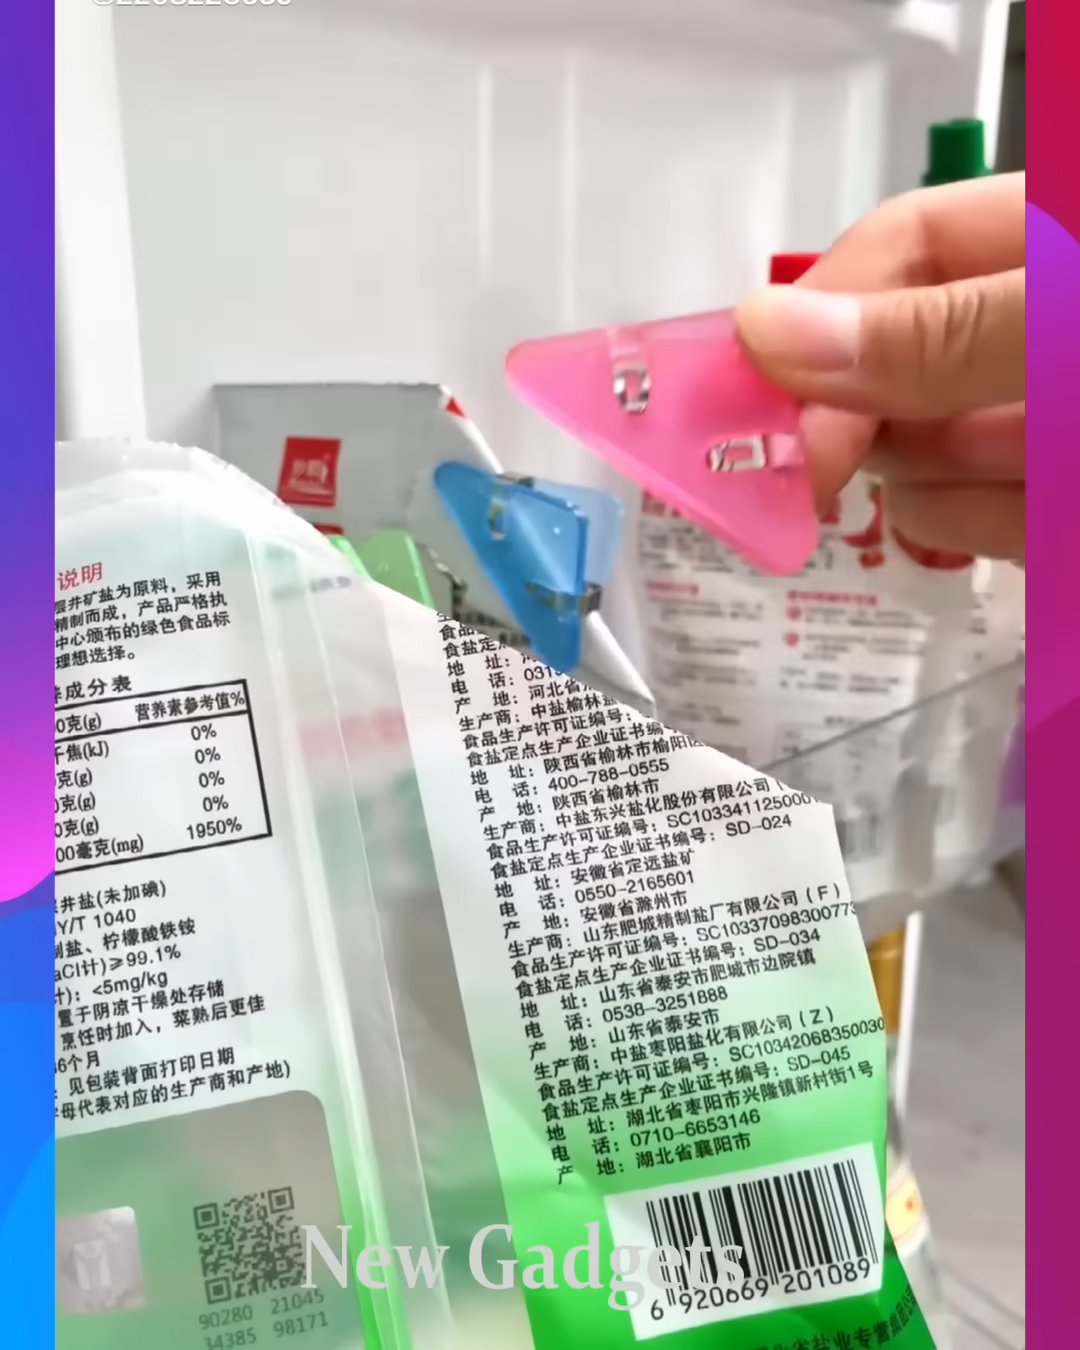 说明
层井矿盐为原料，采用
精制而成，产品严格执
中心颁布的绿色食品标
理想选择。
成分表
0克(g) 营养素参考值%
千焦(kJ) 0%
克(g) 0%
克(g) 0%
0克(g) 0%
00毫克(mg) 1950%
井盐(未加碘)
Y/T 1040
制盐、柠檬酸铁铵
aCl计)≥99.1%
计)：<5mg/kg
置于阴凉干燥处存储
烹饪时加入，菜熟后更佳
36个月
见包装背面打印日期
字母代表对应的生产商和产地)
90280 21045
34385 98171
食品
食盐定
地 址：
电 话：0319
产 地：河北省
生产商：中盐榆林盐
食品生产许可证编号：
食盐定点生产企业证书编
地 址：陕西省榆林市榆阳区
电 话：400-788-0555
产 地：陕西省榆林市
生产商：中盐东兴盐化股份有限公司（
食品生产许可证编号：SC1033411250001
食盐定点生产企业证书编号：SD-024
地 址：安徽省定远盐矿
电 话：0550-2165601
产 地：安徽省滁州市
生产商：山东肥城精制盐厂有限公司（F）
食品生产许可证编号：SC10337098300773
食盐定点生产企业证书编号：SD-034
地 址：山东省泰安市肥城市边院镇
电 话：0538-3251888
产 地：山东省泰安市
生产商：中盐枣阳盐化有限公司（Z）
食品生产许可证编号：SC10342068350030
食盐定点生产企业证书编号：SD-045
地 址：湖北省枣阳市兴隆镇新村街1号
电 话：0710-6653146
产 地：湖北省襄阳市
6 920669 201089
省盐业专营集团公司
New Gadgets